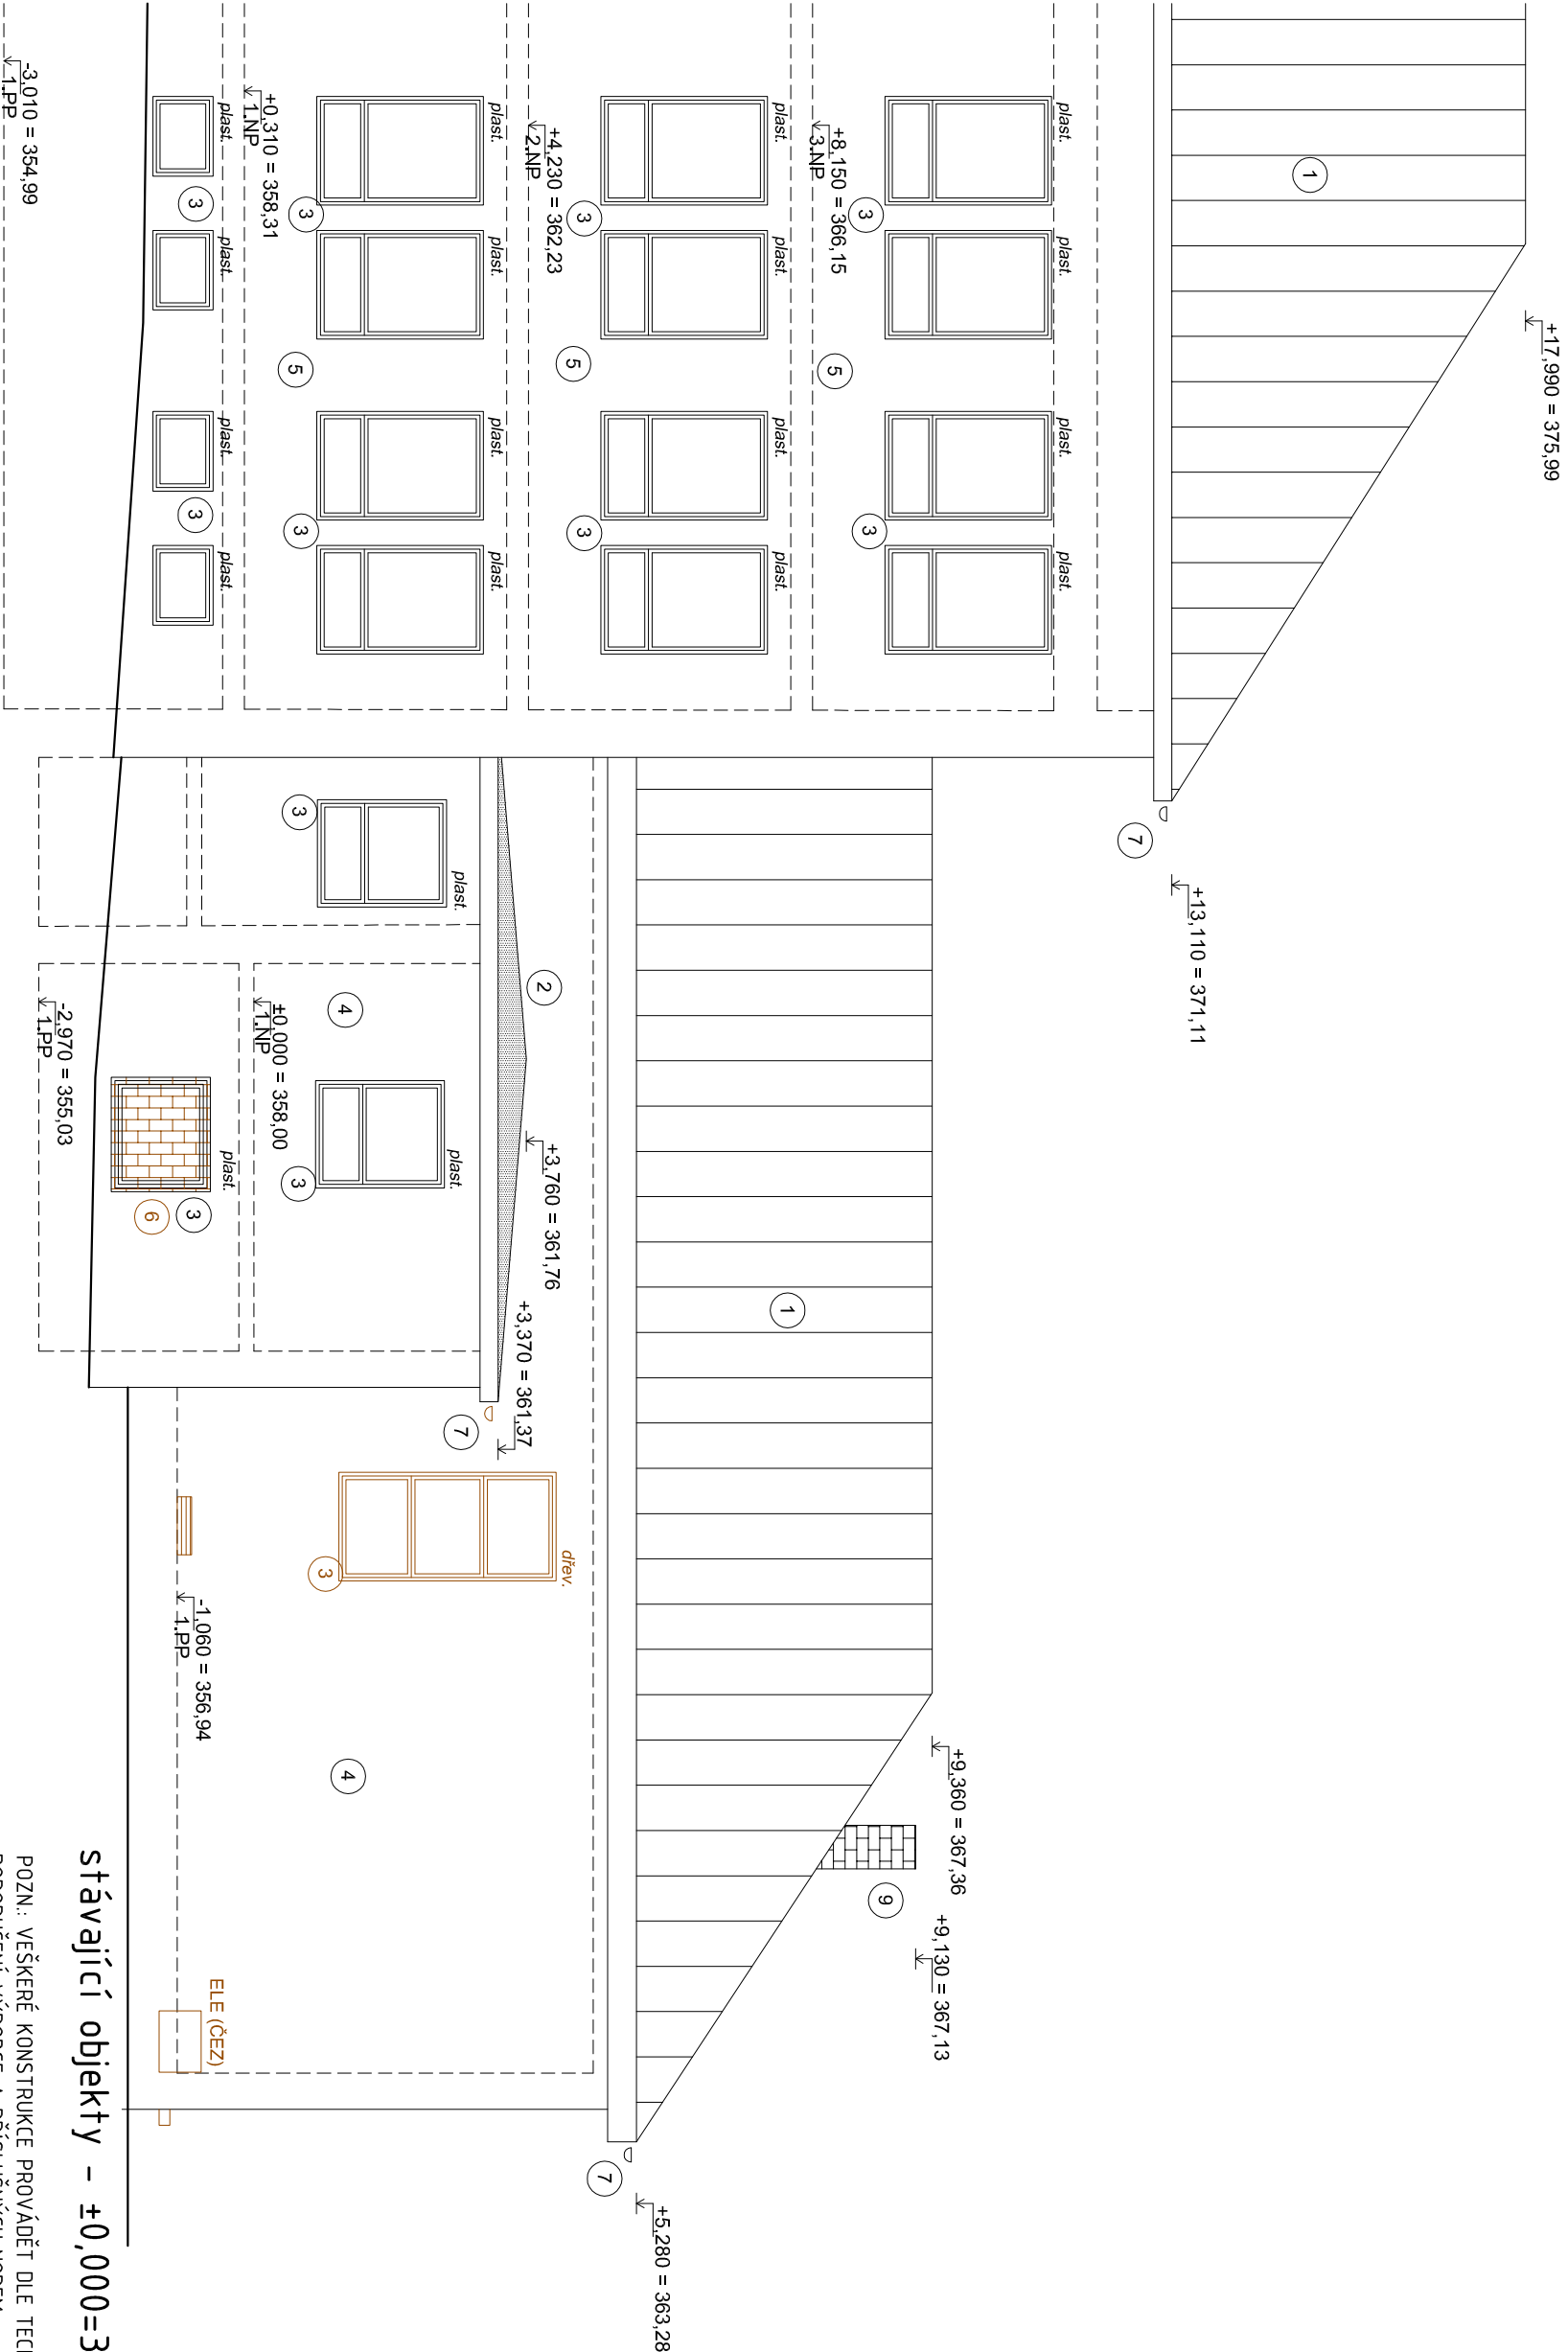 +17,990 = 375,99
1
+13,110 = 371,11
7
plast.
plast.
plast.
plast.
3
3
+8,150 = 366,15
3.NP
5
plast.
plast.
plast.
plast.
3
3
+4,230 = 362,23
2.NP
5
plast.
plast.
plast.
plast.
3
3
+0,310 = 358,31
1.NP
5
plast.
plast.
plast.
plast.
3
3
-3,010 = 354,99
1.PP
+9,360 = 367,36
+9,130 = 367,13
9
1
+5,280 = 363,28
7
2
+3,760 = 361,76
+3,370 = 361,37
7
plast.
3
4
plast.
3
±0,000 = 358,00
1.NP
plast.
3
6
-2,970 = 355,03
1.PP
dřev.
3
4
-1,060 = 356,94
1.PP
ELE (ČEZ)
stávající objekty - ±0,000=3
POZN.: VEŠKERÉ KONSTRUKCE PROVÁDĚT DLE TECH